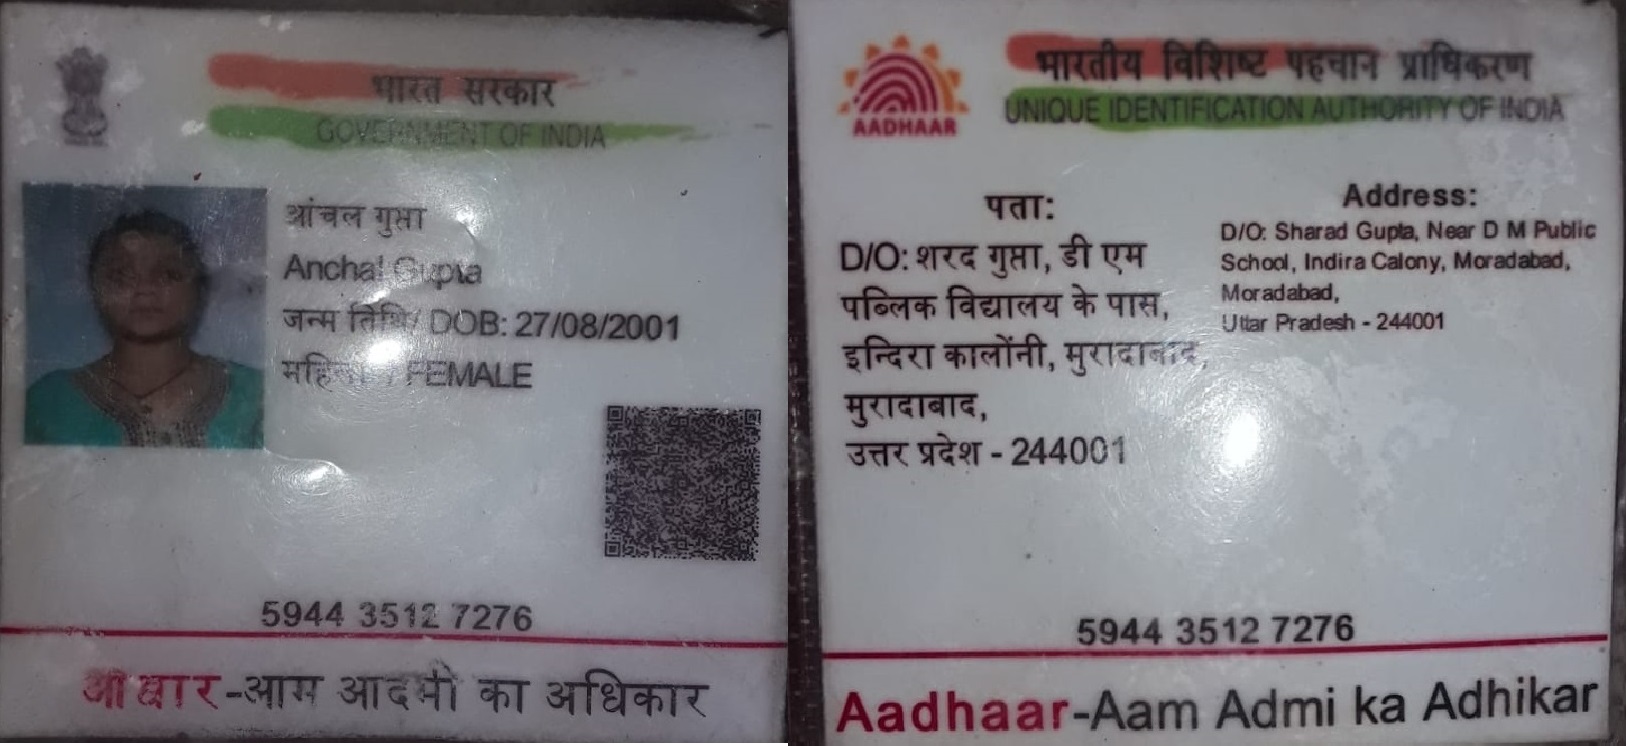 भारत सरकार
GOVERNMENT OF INDIA
आंचल गुप्ता
Anchal Gupta
जन्म तिथि/ DOB: 27/08/2001
FEMALE
5944 3512 7276
आधार-आम आदमी का अधिकार
AADHAAR
भारतीय विशिष्ट पहचान प्राधिकरण
UNIQUE IDENTIFICATION AUTHORITY OF INDIA
पता:
D/O: शरद गुप्ता, डी एम
पब्लिक विद्यालय के पास,
इन्दिरा कालोंनी, मुरादाबाद,
मुरादाबाद,
उत्तर प्रदेश - 244001
Address:
D/O: Sharad Gupta, Near D M Public
School, Indira Calony, Moradabad,
Moradabad,
Uttar Pradesh - 244001
5944 3512 7276
Aadhaar-Aam Admi ka Adhikar